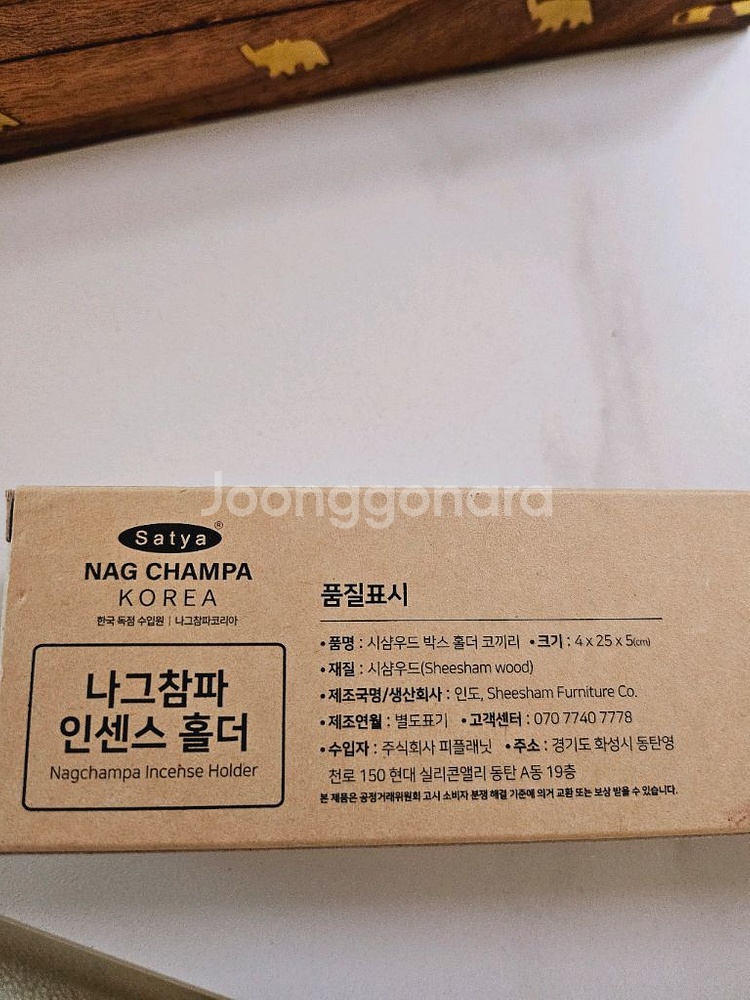 Joonggonara
Satya®
NAG CHAMPA
KOREA
한국 독점 수입원 | 나그참파코리아
나그참파
인센스 홀더
Nagchampa Incense Holder
품질표시
• 품명 : 시샴우드 박스 홀더 코끼리 • 크기 : 4 x 25 x 5(cm)
• 재질 : 시샴우드(Sheesham wood)
• 제조국명/생산회사 : 인도, Sheesham Furniture Co.
• 제조연월 : 별도표기 • 고객센터 : 070 7740 7778
• 수입자 : 주식회사 피플래닛 • 주소 : 경기도 화성시 동탄영
천로 150 현대 실리콘앨리 동탄 A동 19층
본 제품은 공정거래위원회 고시 소비자 분쟁 해결 기준에 의거 교환 또는 보상 받을 수 있습니다.